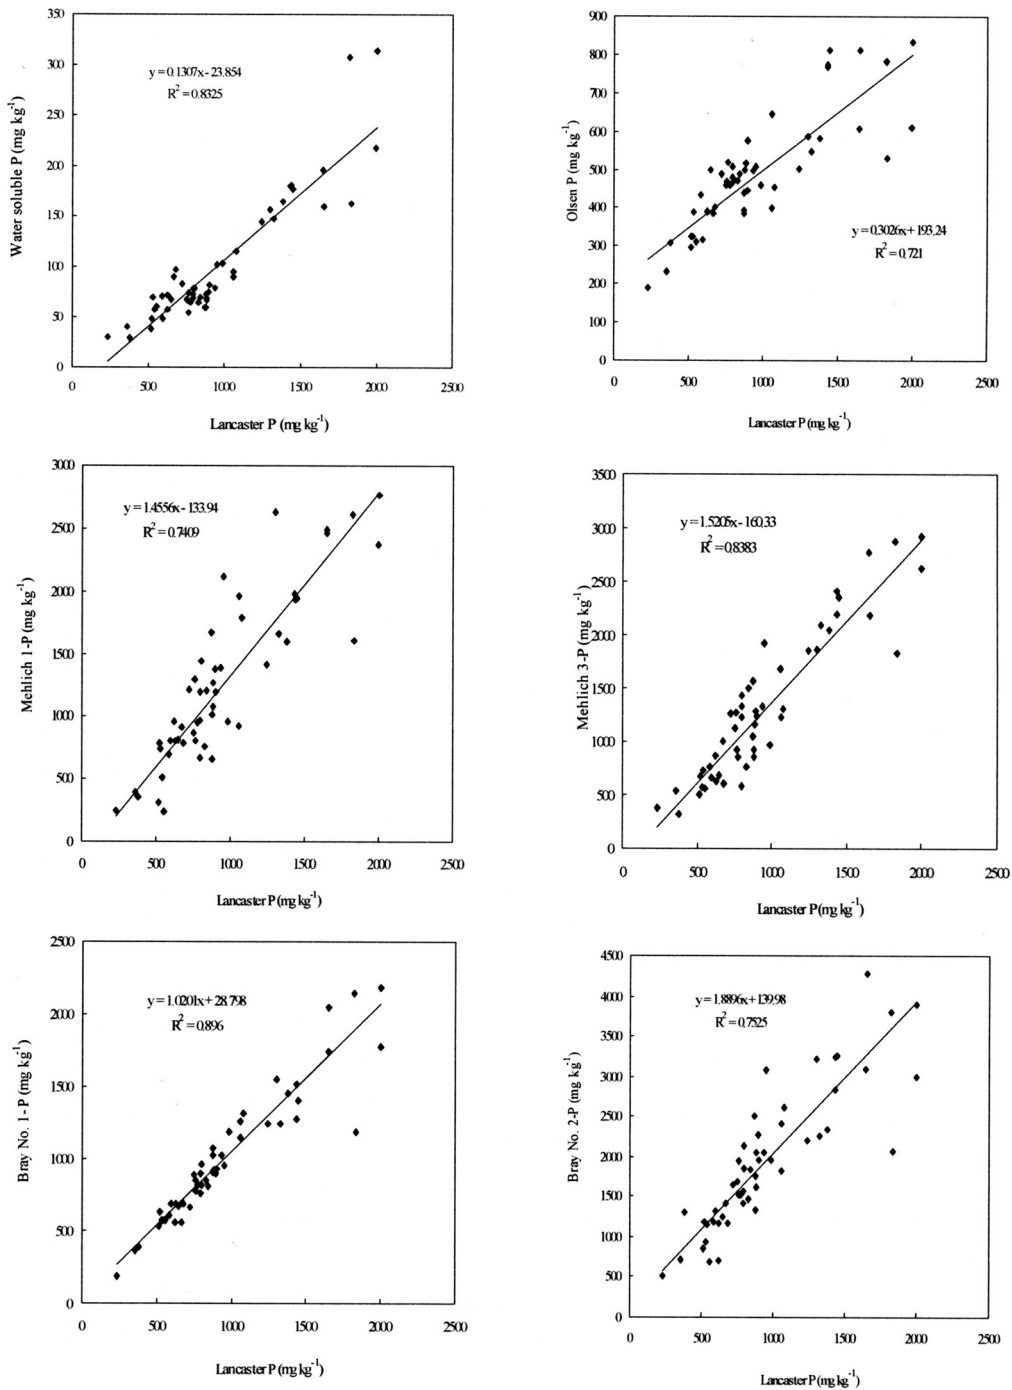 350
300
250
200
150
100
50
0
0 500 1000 1500 2000 2500
Water soluble P (mg kg-1)
y = 0.1307x - 23.854
R2 = 0.8325
Lancaster P (mg kg-1)
900
800
700
600
500
400
300
200
100
0
0 500 1000 1500 2000 2500
Olsen P (mg kg-1)
y = 0.3026x + 193.24
R2 = 0.721
Lancaster P (mg kg-1)
3000
2500
2000
1500
1000
500
0
0 500 1000 1500 2000 2500
Mehlich 1-P (mg kg-1)
y = 1.4556x - 133.94
R2 = 0.7409
Lancaster P (mg kg-1)
3500
3000
2500
2000
1500
1000
500
0
0 500 1000 1500 2000 2500
Mehlich 3-P (mg kg-1)
y = 1.5205x - 160.33
R2 = 0.8383
Lancaster P (mg kg-1)
2500
2000
1500
1000
500
0
0 500 1000 1500 2000 2500
Bray No. 1-P (mg kg-1)
y = 1.0201x + 28.798
R2 = 0.896
Lancaster P (mg kg-1)
4500
4000
3500
3000
2500
2000
1500
1000
500
0
0 500 1000 1500 2000 2500
Bray No. 2-P (mg kg-1)
y = 1.8896x + 139.98
R2 = 0.7525
Lancaster P (mg kg-1)